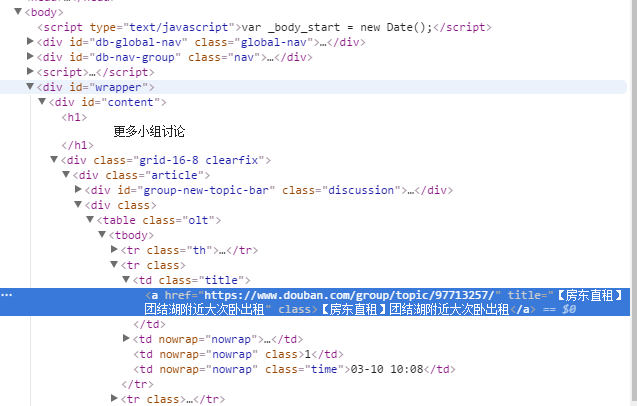 <body>
<script type="text/javascript">var _body_start = new Date();</script>
<div id="db-global-nav" class="global-nav">…</div>
<div id="db-nav-group" class="nav">…</div>
<script>…</script>
<div id="wrapper">
<div id="content">
<h1>
更多小组讨论
</h1>
<div class="grid-16-8 clearfix">
<div class="article">
<div id="group-new-topic-bar" class="discussion">…</div>
<div class>
<table class="olt">
<tbody>
<tr class="th">…</tr>
<tr class>
<td class="title">
… <a href="https://www.douban.com/group/topic/97713257/" title="【房东直租】
团结湖附近大次卧出租" class>【房东直租】团结湖附近大次卧出租</a> == $0
</td>
<td nowrap="nowrap">…</td>
<td nowrap="nowrap" class>1</td>
<td nowrap="nowrap" class="time">03-10 10:08</td>
</tr>
<tr class>…</tr>